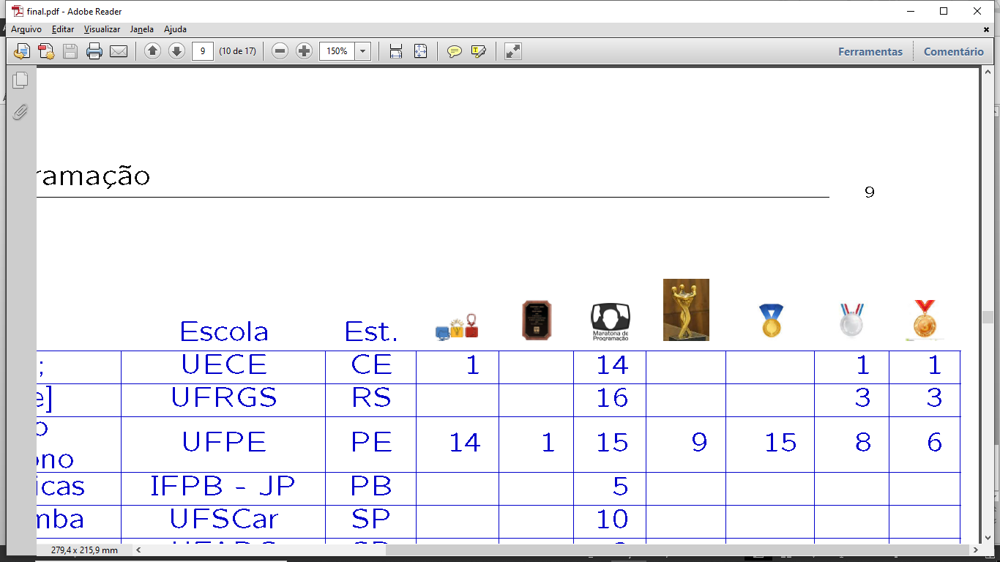 final.pdf - Adobe Reader
Arquivo Editar Visualizar Janela Ajuda
9 (10 de 17) 150% Ferramentas Comentário
ramação
9
Escola Est. Maratona de Programação
; UECE CE 1 14 1 1
e] UFRGS RS 16 3 3
o
ono UFPE PE 14 1 15 9 15 8 6
icas IFPB - JP PB 5
mba UFSCar SP 10
279,4 x 215,9 mm